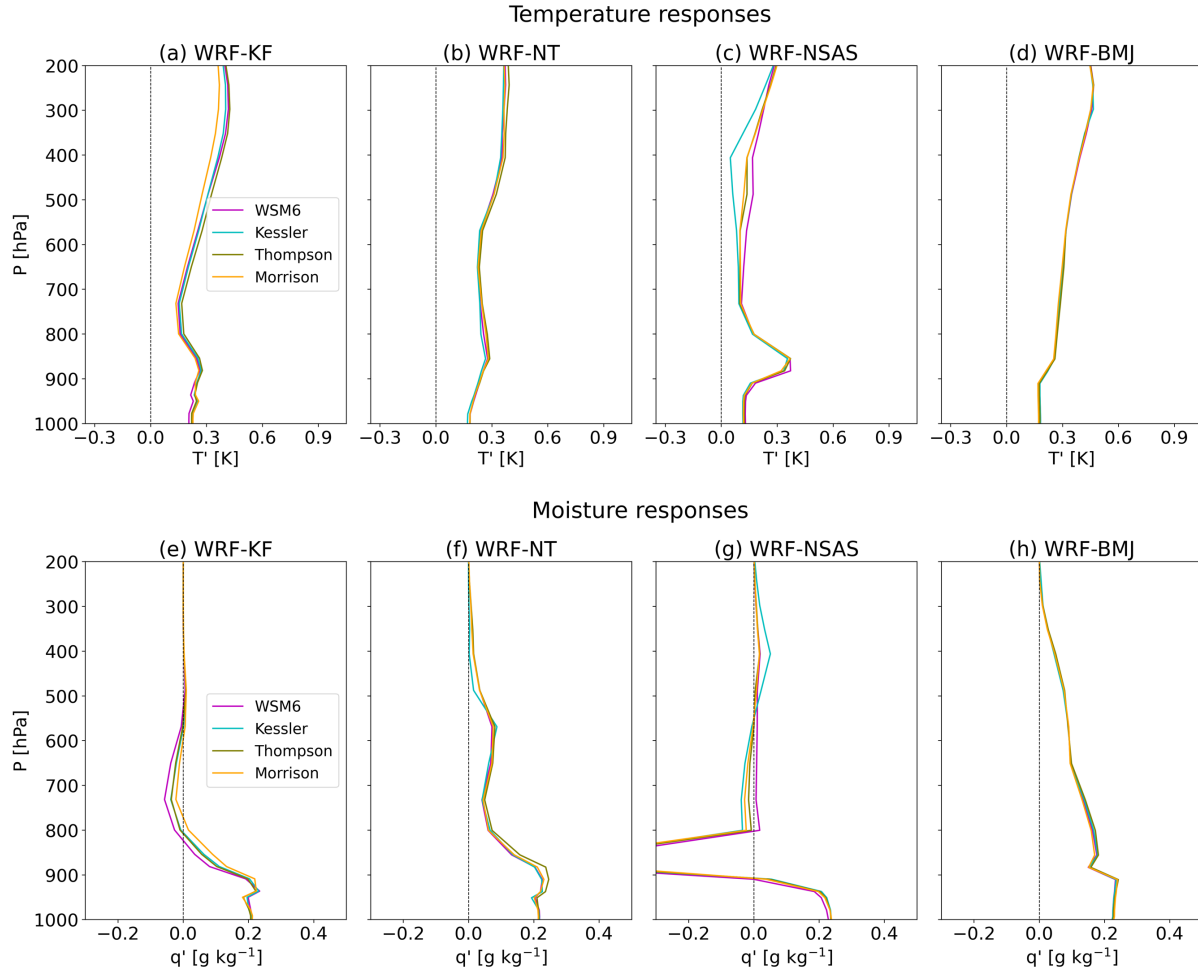 Temperature responses
(a) WRF-KF
(b) WRF-NT
(c) WRF-NSAS
(d) WRF-BMJ
P [hPa]
200
300
400
500
600
700
800
900
1000
WSM6
Kessler
Thompson
Morrison
−0.3 0.0 0.3 0.6 0.9
−0.3 0.0 0.3 0.6 0.9
−0.3 0.0 0.3 0.6 0.9
−0.3 0.0 0.3 0.6 0.9
T' [K]
T' [K]
T' [K]
T' [K]
Moisture responses
(e) WRF-KF
(f) WRF-NT
(g) WRF-NSAS
(h) WRF-BMJ
P [hPa]
200
300
400
500
600
700
800
900
1000
WSM6
Kessler
Thompson
Morrison
−0.2 0.0 0.2 0.4
−0.2 0.0 0.2 0.4
−0.2 0.0 0.2 0.4
−0.2 0.0 0.2 0.4
q' [g kg⁻¹]
q' [g kg⁻¹]
q' [g kg⁻¹]
q' [g kg⁻¹]